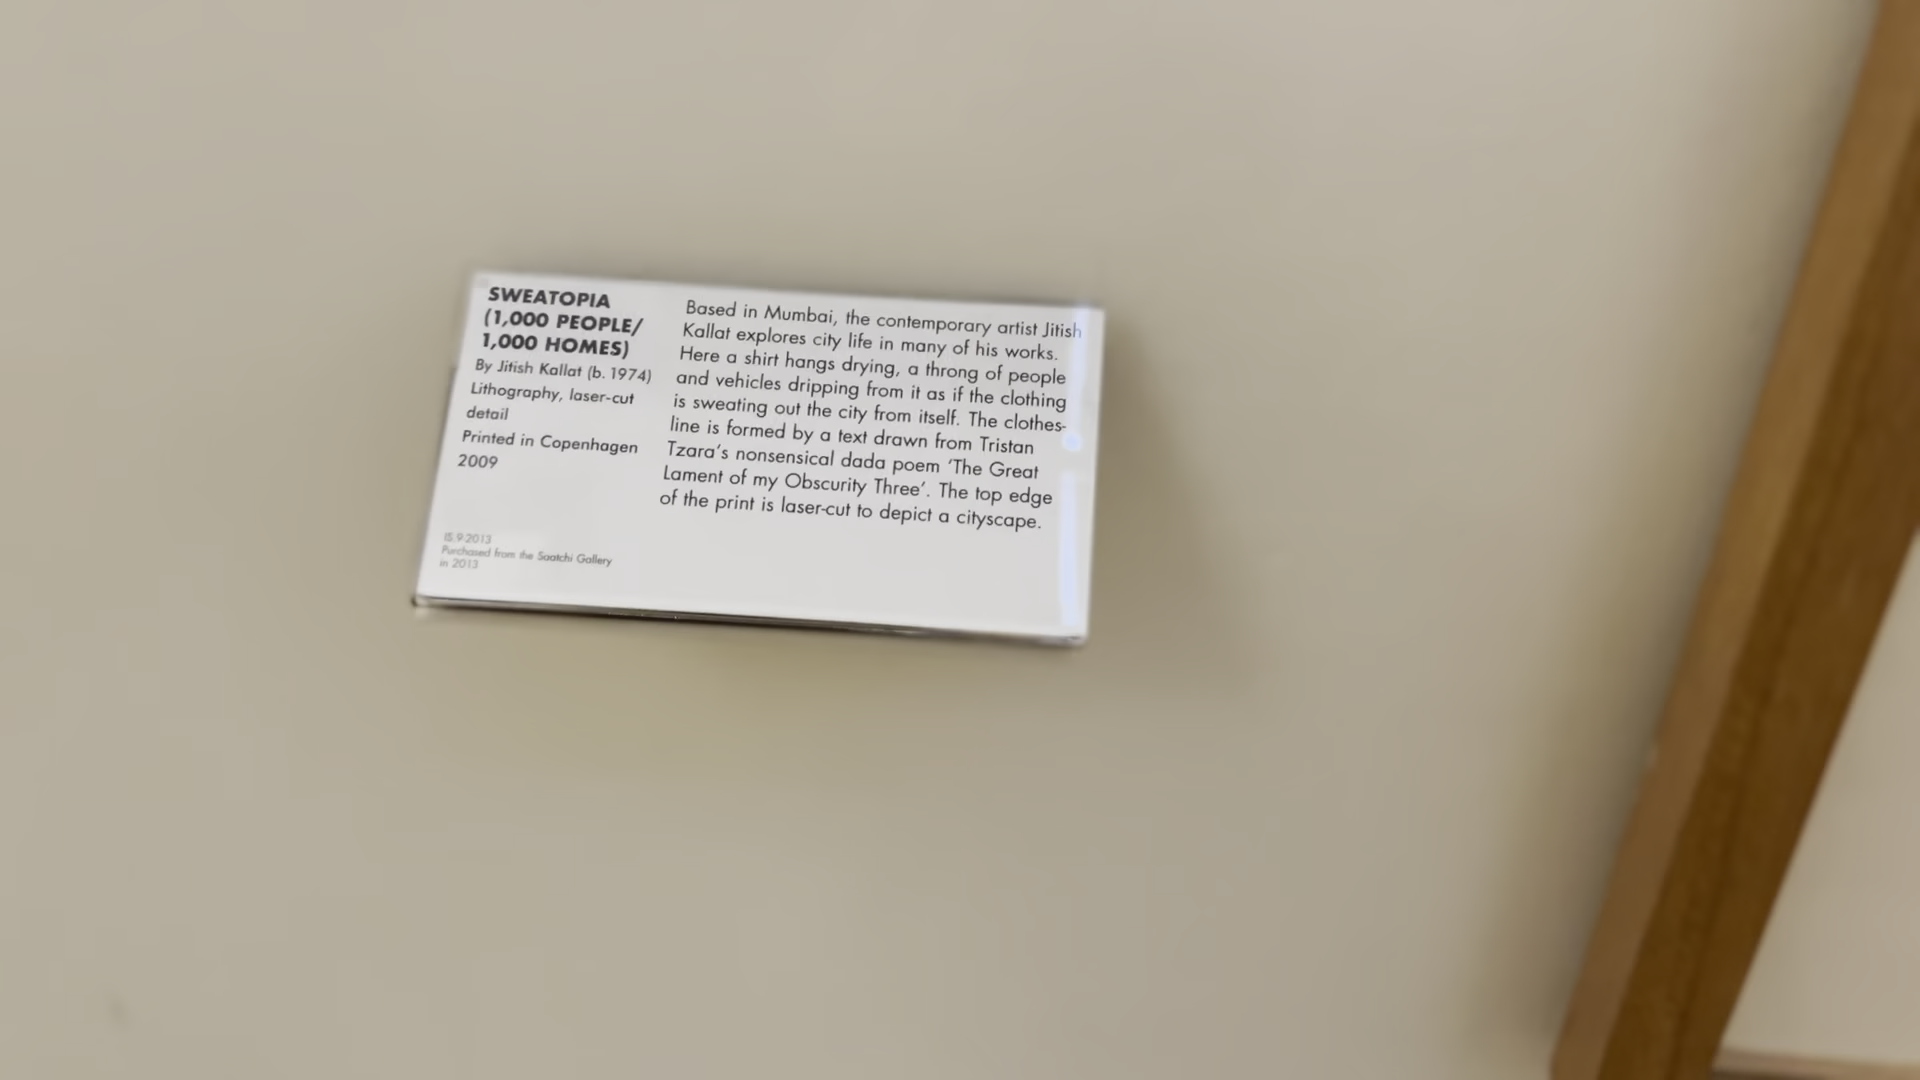 SWEATOPIA
(1,000 PEOPLE/
1,000 HOMES)
By Jitish Kallat (b. 1974)
Lithography, laser-cut
detail
Printed in Copenhagen
2009
IS.9-2013
Purchased from the Saatchi Gallery
in 2013
Based in Mumbai, the contemporary artist Jitish
Kallat explores city life in many of his works.
Here a shirt hangs drying, a throng of people
and vehicles dripping from it as if the clothing
is sweating out the city from itself. The clothes-
line is formed by a text drawn from Tristan
Tzara’s nonsensical dada poem ‘The Great
Lament of my Obscurity Three’. The top edge
of the print is laser-cut to depict a cityscape.